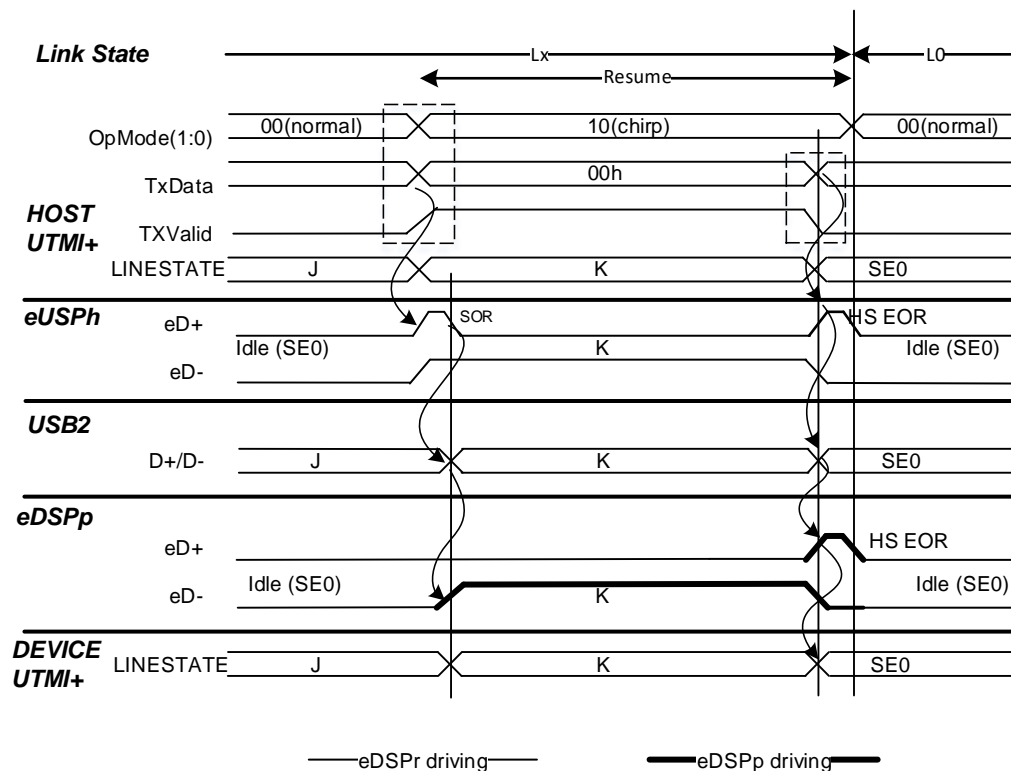 Link State
Lx
L0
Resume
OpMode(1:0)
00(normal)
10(chirp)
00(normal)
TxData
00h
HOST
UTMI+
TXValid
LINESTATE
J
K
SE0
eUSPh
eD+
SOR
HS EOR
Idle (SE0)
K
Idle (SE0)
eD-
USB2
D+/D-
J
K
SE0
eDSPp
eD+
HS EOR
Idle (SE0)
Idle (SE0)
eD-
K
DEVICE
UTMI+
LINESTATE
J
K
SE0
eDSPr driving
eDSPp driving